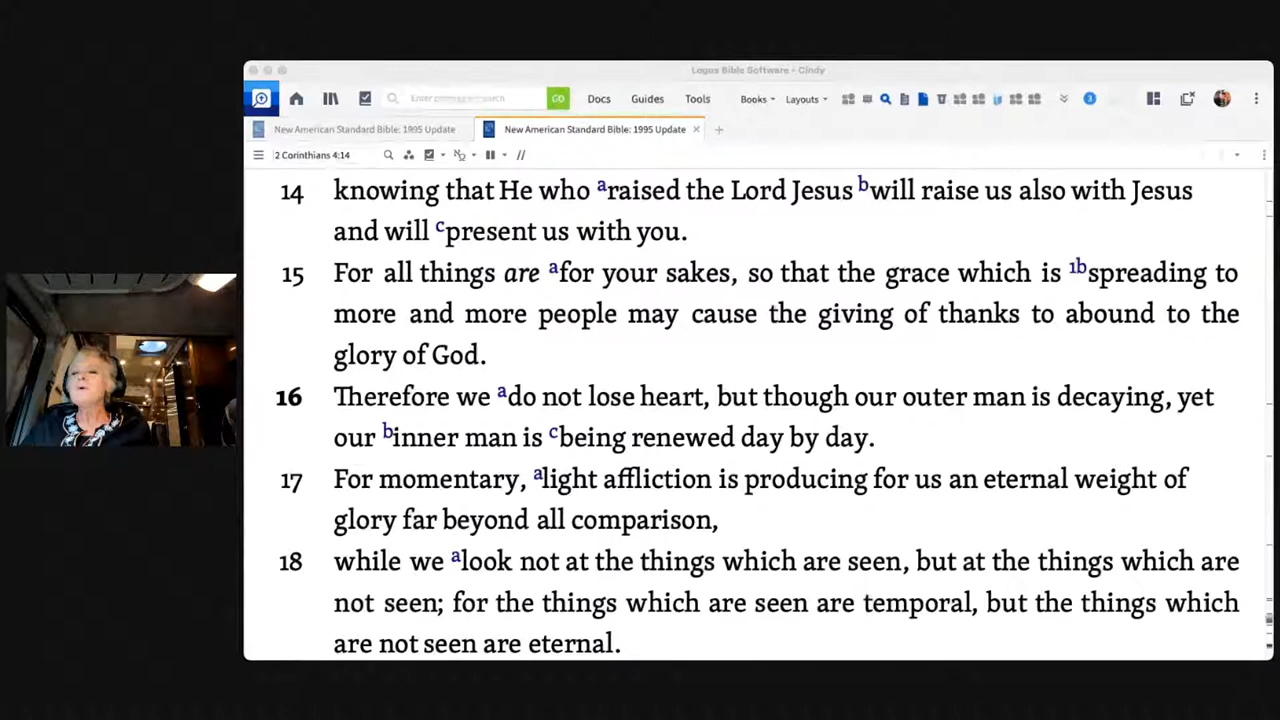 Logos Bible Software - Cindy
GO Docs Guides Tools Books Layouts 3
New American Standard Bible: 1995 Update New American Standard Bible: 1995 Update
2 Corinthians 4:14
14 knowing that He who araised the Lord Jesus bwill raise us also with Jesus
and will cpresent us with you.
15 For all things are afor your sakes, so that the grace which is 1bspreading to
more and more people may cause the giving of thanks to abound to the
glory of God.
16 Therefore we ado not lose heart, but though our outer man is decaying, yet
our binner man is cbeing renewed day by day.
17 For momentary, alight affliction is producing for us an eternal weight of
glory far beyond all comparison,
18 while we alook not at the things which are seen, but at the things which are
not seen; for the things which are seen are temporal, but the things which
are not seen are eternal.